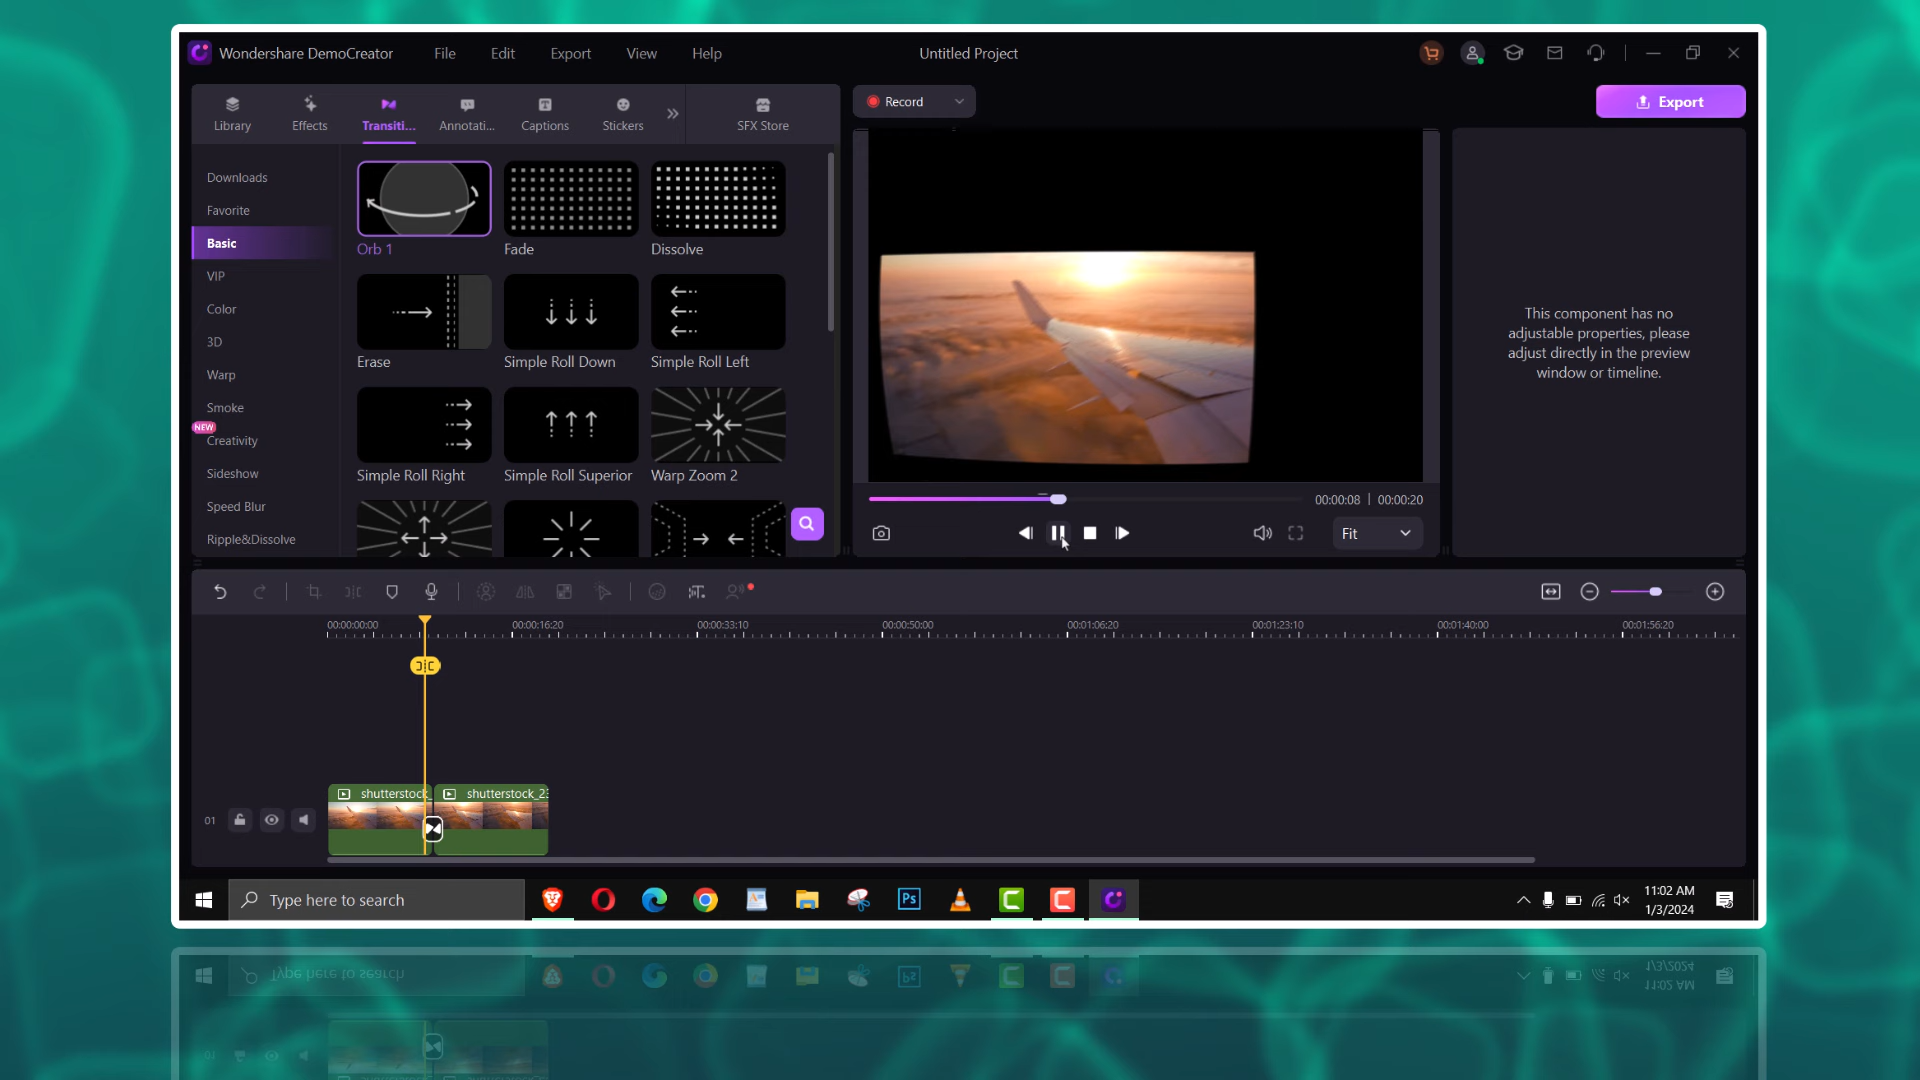 Wondershare DemoCreator File Edit Export View Help Untitled Project
Record
Export
Library Effects Transiti... Annotati... Captions Stickers SFX Store
Downloads
Favorite
Basic
VIP
Color
3D
Warp
Smoke
NEW
Creativity
Sideshow
Speed Blur
Ripple&Dissolve
Orb 1 Fade Dissolve
Erase Simple Roll Down Simple Roll Left
Simple Roll Right Simple Roll Superior Warp Zoom 2
This component has no
adjustable properties, please
adjust directly in the preview
window or timeline.
00:00:08 | 00:00:20
Fit
00:00:00:00 00:00:16:20 00:00:33:10 00:00:50:00 00:01:06:20 00:01:23:10 00:01:40:00 00:01:56:20
shutterstock_ shutterstock_23
01
Type here to search
Ps
11:02 AM
1/3/2024